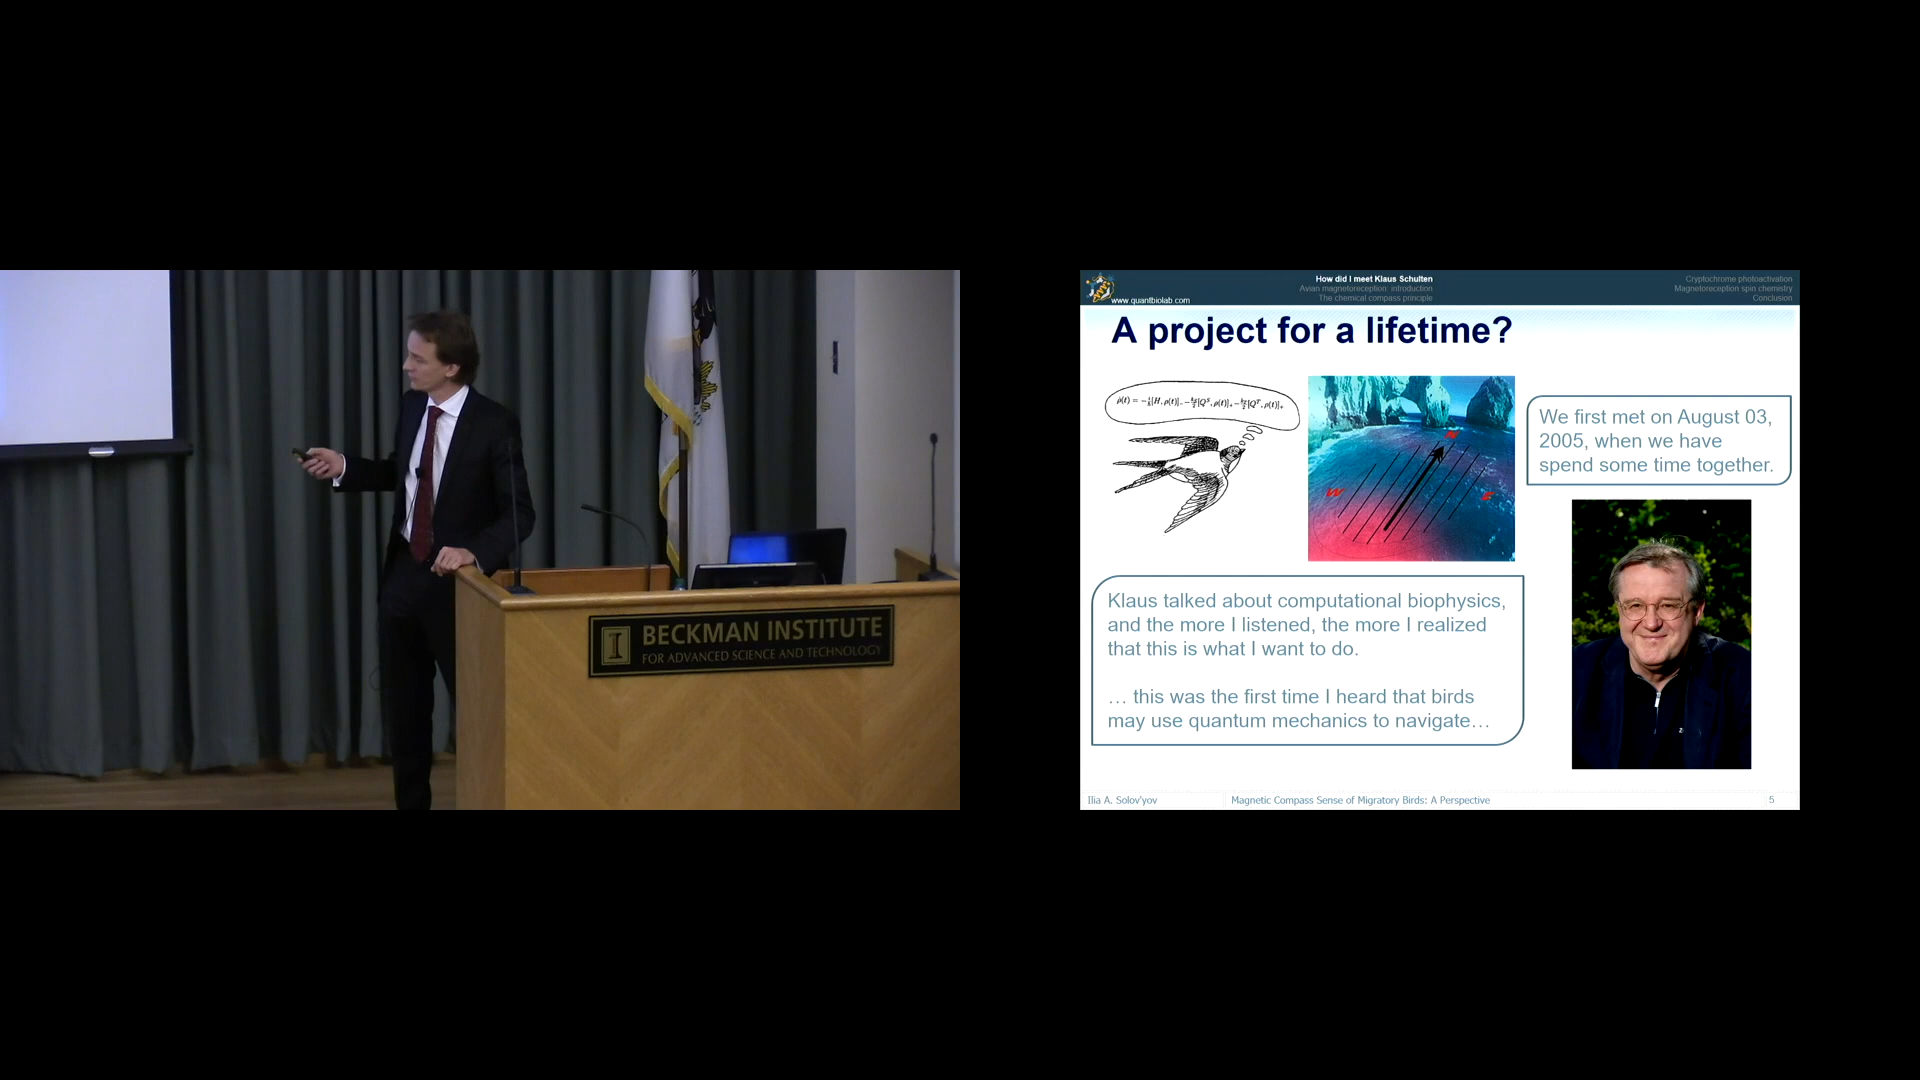 BECKMAN INSTITUTE
FOR ADVANCED SCIENCE AND TECHNOLOGY
www.quantbiolab.com
How did I meet Klaus Schulten
Avian magnetoreception: introduction
The chemical compass principle
Cryptochrome photoactivation
Magnetoreception spin chemistry
Conclusion
A project for a lifetime?
N
W
E
We first met on August 03,
2005, when we have
spend some time together.
Klaus talked about computational biophysics,
and the more I listened, the more I realized
that this is what I want to do.
… this was the first time I heard that birds
may use quantum mechanics to navigate…
Ilia A. Solov'yov
Magnetic Compass Sense of Migratory Birds: A Perspective
5